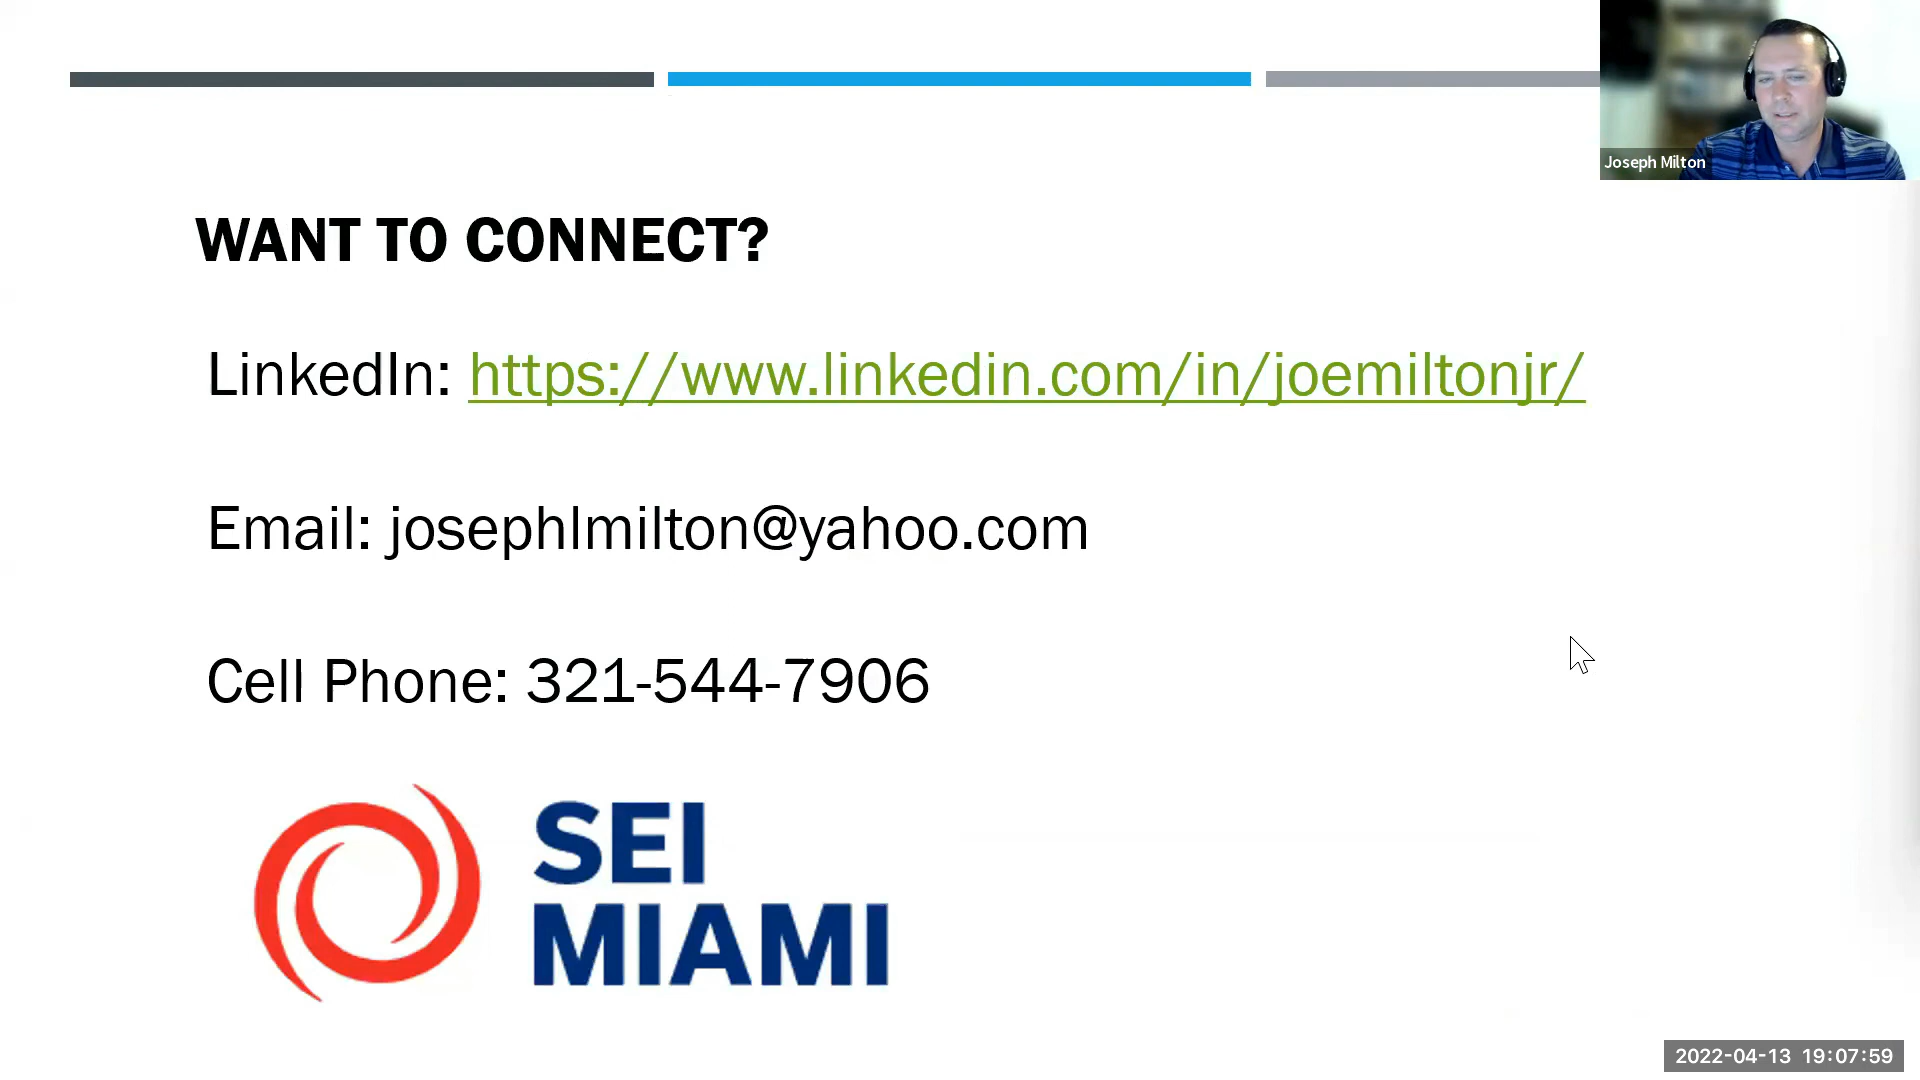 Joseph Milton
WANT TO CONNECT?
LinkedIn: https://www.linkedin.com/in/joemiltonjr/
Email: josephlmilton@yahoo.com
Cell Phone: 321-544-7906
SEI
MIAMI
2022-04-13 19:07:59